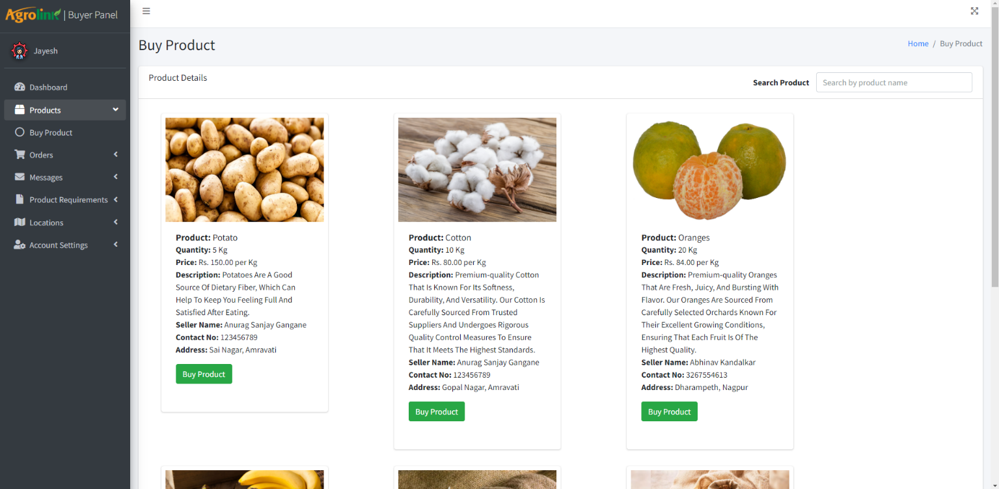 Agrolink | Buyer Panel
Jayesh
Dashboard
Products
Buy Product
Orders
Messages
Product Requirements
Locations
Account Settings
Buy Product
Home / Buy Product
Product Details
Search Product
Search by product name
Product: Potato
Quantity: 5 Kg
Price: Rs. 150.00 per Kg
Description: Potatoes Are A Good
Source Of Dietary Fiber, Which Can
Help To Keep You Feeling Full And
Satisfied After Eating.
Seller Name: Anurag Sanjay Gangane
Contact No: 123456789
Address: Sai Nagar, Amravati
Buy Product
Product: Cotton
Quantity: 10 Kg
Price: Rs. 80.00 per Kg
Description: Premium-quality Cotton
That Is Known For Its Softness,
Durability, And Versatility. Our Cotton Is
Carefully Sourced From Trusted
Suppliers And Undergoes Rigorous
Quality Control Measures To Ensure
That It Meets The Highest Standards.
Seller Name: Anurag Sanjay Gangane
Contact No: 123456789
Address: Gopal Nagar, Amravati
Buy Product
Product: Oranges
Quantity: 20 Kg
Price: Rs. 84.00 per Kg
Description: Premium-quality Oranges
That Are Fresh, Juicy, And Bursting With
Flavor. Our Oranges Are Sourced From
Carefully Selected Orchards Known For
Their Excellent Growing Conditions,
Ensuring That Each Fruit Is Of The
Highest Quality.
Seller Name: Abhinav Kandalkar
Contact No: 3267554613
Address: Dharampeth, Nagpur
Buy Product